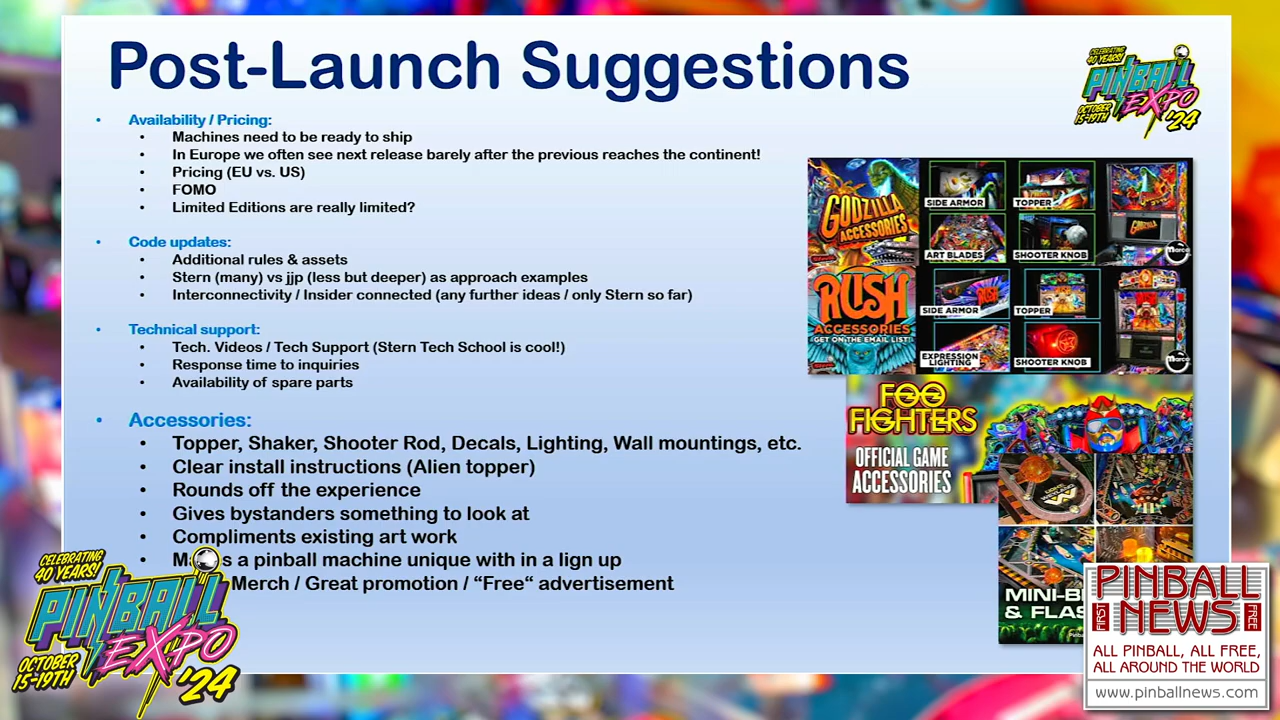 Post-Launch Suggestions
CELEBRATING
40 YEARS!
PINBALL
EXPO
OCTOBER
15-19TH
'24
• Availability / Pricing:
• Machines need to be ready to ship
• In Europe we often see next release barely after the previous reaches the continent!
• Pricing (EU vs. US)
• FOMO
• Limited Editions are really limited?
• Code updates:
• Additional rules & assets
• Stern (many) vs jjp (less but deeper) as approach examples
• Interconnectivity / Insider connected (any further ideas / only Stern so far)
• Technical support:
• Tech. Videos / Tech Support (Stern Tech School is cool!)
• Response time to inquiries
• Availability of spare parts
• Accessories:
• Topper, Shaker, Shooter Rod, Decals, Lighting, Wall mountings, etc.
• Clear install instructions (Alien topper)
• Rounds off the experience
• Gives bystanders something to look at
• Compliments existing art work
• M s a pinball machine unique with in a lign up
Merch / Great promotion / “Free“ advertisement
GODZILLA
ACCESSORIES
SIDE ARMOR
TOPPER
ART BLADES
SHOOTER KNOB
GODZILLA
RUSH
ACCESSORIES
GET ON THE EMAIL LIST!
SIDE ARMOR
TOPPER
EXPRESSION
LIGHTING
SHOOTER KNOB
FOO
FIGHTERS
OFFICIAL GAME
ACCESSORIES
MINI-B
& FLAS
CELEBRATING
40 YEARS!
PINBALL
EXPO
OCTOBER
15-19TH
'24
PINBALL
FIRST NEWS FREE
ALL PINBALL, ALL FREE,
ALL AROUND THE WORLD
www.pinballnews.com